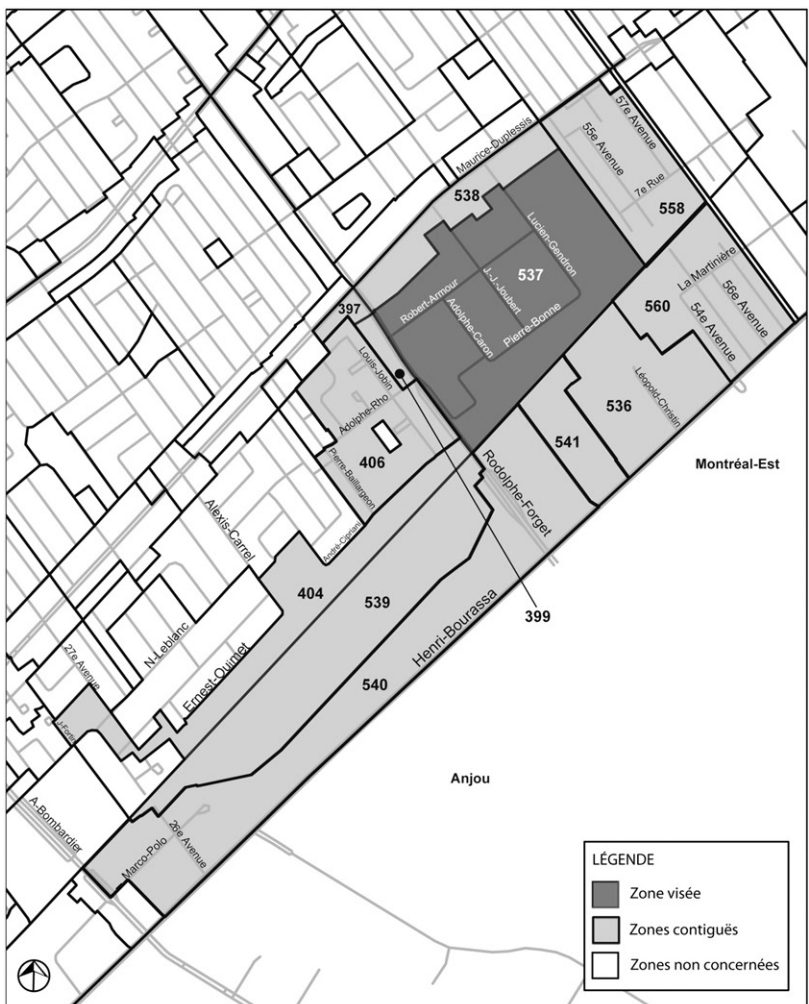 57e Avenue
55e Avenue
Maurice-Duplessis
7e Rue
538
558
Lucien-Gendron
La Martinière
537
J.-J.-Joubert
Robert-Armour
560
56e Avenue
397
Adolphe-Caron
Pierre-Bonne
54e Avenue
Louis-Jobin
Léopold-Christin
536
Adolphe-Rho
541
406
Montréal-Est
Pierre-Baillargeon
Rodolphe-Forget
Alexis-Carrel
André-Cipriani
404
539
399
Henri-Bourassa
N-Leblanc
27e Avenue
Ernest-Ouimet
540
J-Fortin
Anjou
A-Bombardier
26e Avenue
Marco-Polo
LÉGENDE
Zone visée
Zones contiguës
Zones non concernées